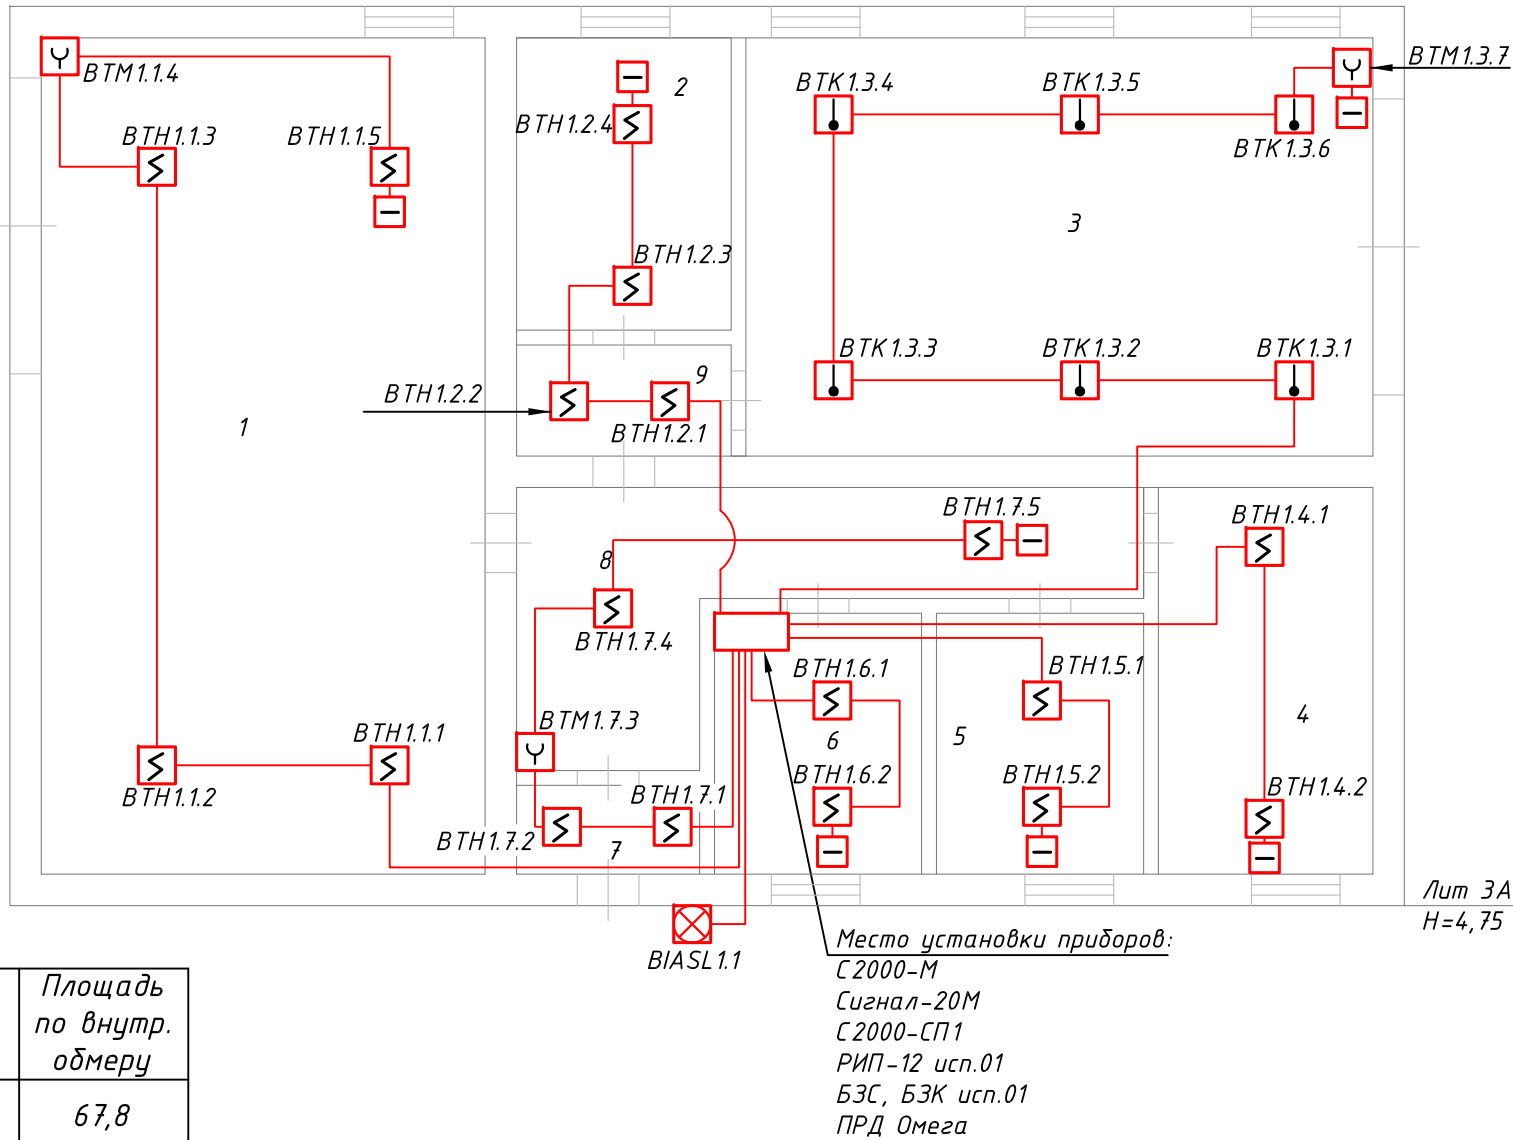 BTM1.1.4
BTH1.1.3
BTH1.1.5
2
BTH1.2.4
BTH1.2.3
BTK1.3.4
BTK1.3.5
BTM1.3.7
BTK1.3.6
3
BTK1.3.3
BTK1.3.2
BTK1.3.1
1
BTH1.2.2
9
BTH1.2.1
BTH1.7.5
BTH1.4.1
8
BTH1.7.4
BTM1.7.3
BTH1.6.1
BTH1.5.1
6
5
4
BTH1.1.1
BTH1.1.2
BTH1.7.1
BTH1.7.2
7
BTH1.6.2
BTH1.5.2
BTH1.4.2
BIASL1.1
Лит 3А
Н=4,75
Место установки приборов:
С2000-М
Сигнал-20М
С2000-СП1
РИП-12 исп.01
БЗС, БЗК исп.01
ПРД Омега
Площадь
по внутр.
обмеру
67,8